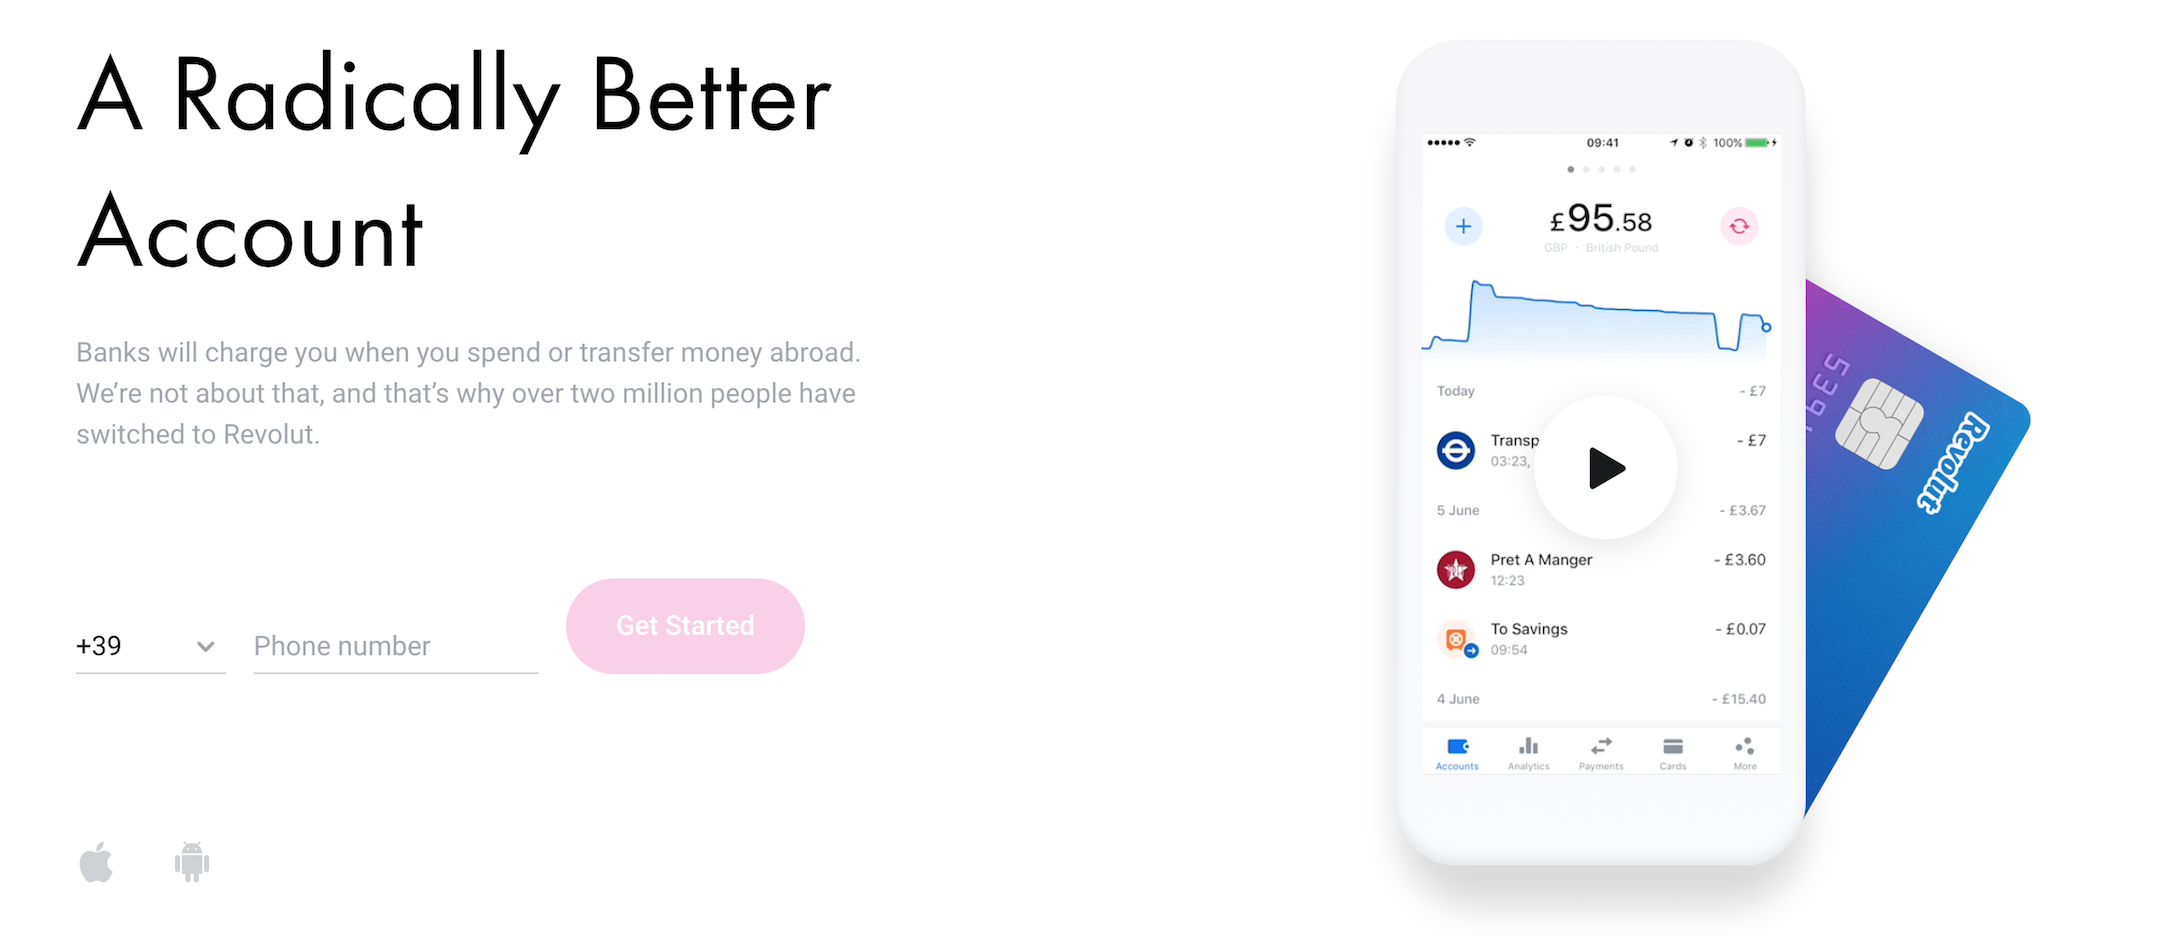 A Radically Better
Account
Banks will charge you when you spend or transfer money abroad.
We’re not about that, and that’s why over two million people have
switched to Revolut.
+39
Phone number
Get Started
09:41
100%
£95.58
GBP · British Pound
Today - £7
Transp - £7
03:23,
5 June - £3.67
Pret A Manger - £3.60
12:23
To Savings - £0.07
09:54
4 June - £15.40
Accounts Analytics Payments Cards More
539
Revolut